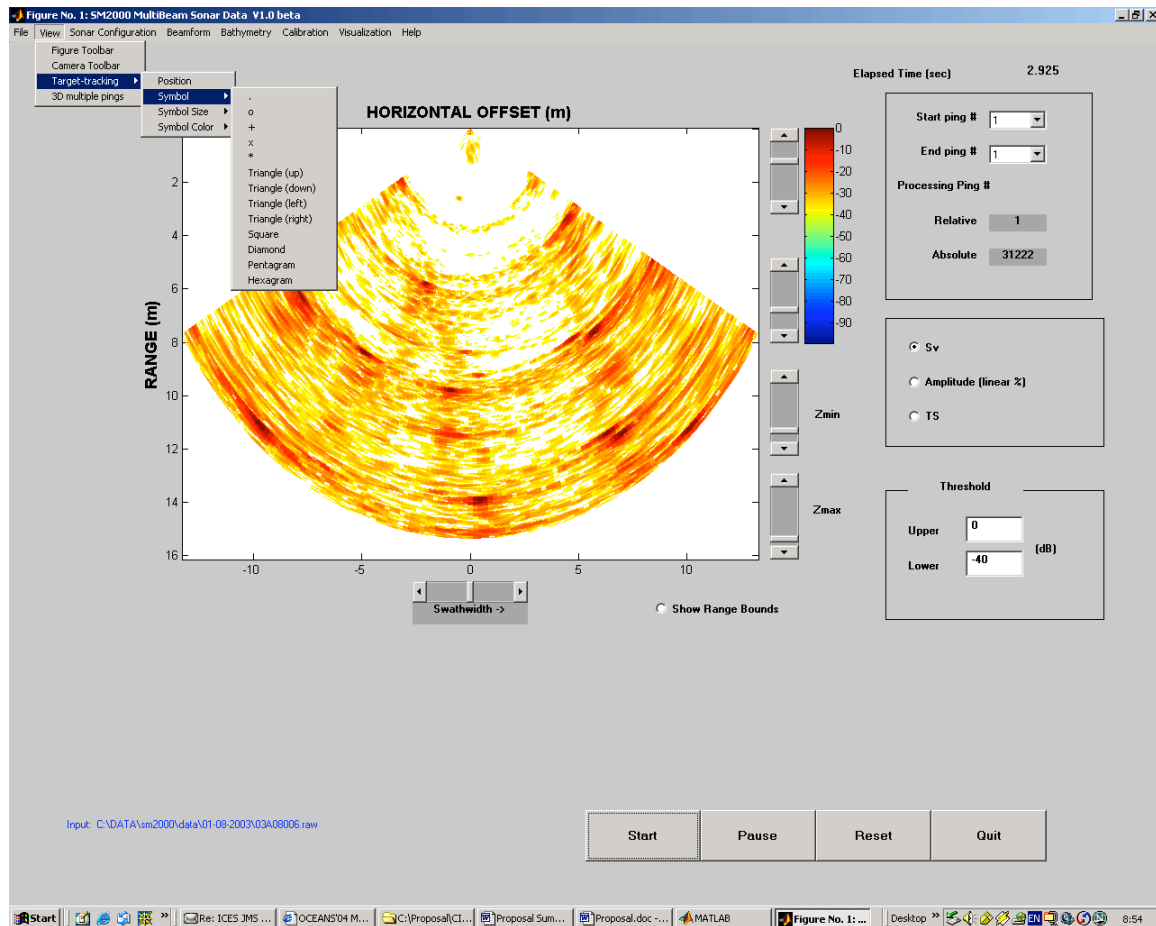 Figure No. 1: SM2000 MultiBeam Sonar Data V1.0 beta
File View Sonar Configuration Beamform Bathymetry Calibration Visualization Help
Figure Toolbar
Camera Toolbar
Target-tracking
3D multiple pings
Position
Symbol
Symbol Size
Symbol Color
.
o
+
x
*
Triangle (up)
Triangle (down)
Triangle (left)
Triangle (right)
Square
Diamond
Pentagram
Hexagram
HORIZONTAL OFFSET (m)
RANGE (m)
2
4
6
8
10
12
14
16
-10
-5
0
5
10
0
-10
-20
-30
-40
-50
-60
-70
-80
-90
Zmin
Zmax
Swathwidth ->
Show Range Bounds
Elapsed Time (sec) 2.925
Start ping # 1
End ping # 1
Processing Ping #
Relative 1
Absolute 31222
Sv
Amplitude (linear %)
TS
Threshold
Upper 0
(dB)
Lower -40
Input: C:\DATA\sm2000\data\01-08-2003\03A08006.raw
Start Pause Reset Quit
Start
»
Re: ICES JMS ...
OCEANS'04 M...
C:\Proposal\CI...
Proposal Sum...
Proposal.doc -...
MATLAB
Figure No. 1: ...
Desktop »
EN
8:54